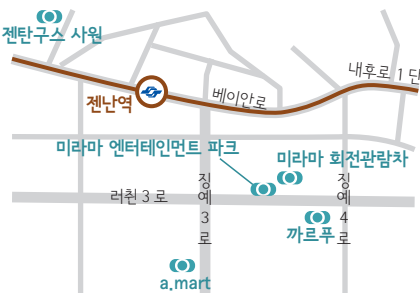 젠탄구스 사원
내후로 1 단
젠난역
베이안로
미라마 엔터테인먼트 파크
미라마 회전관람차
러췬 3 로
징예 3 로
징예 4 로
까르푸
a.mart